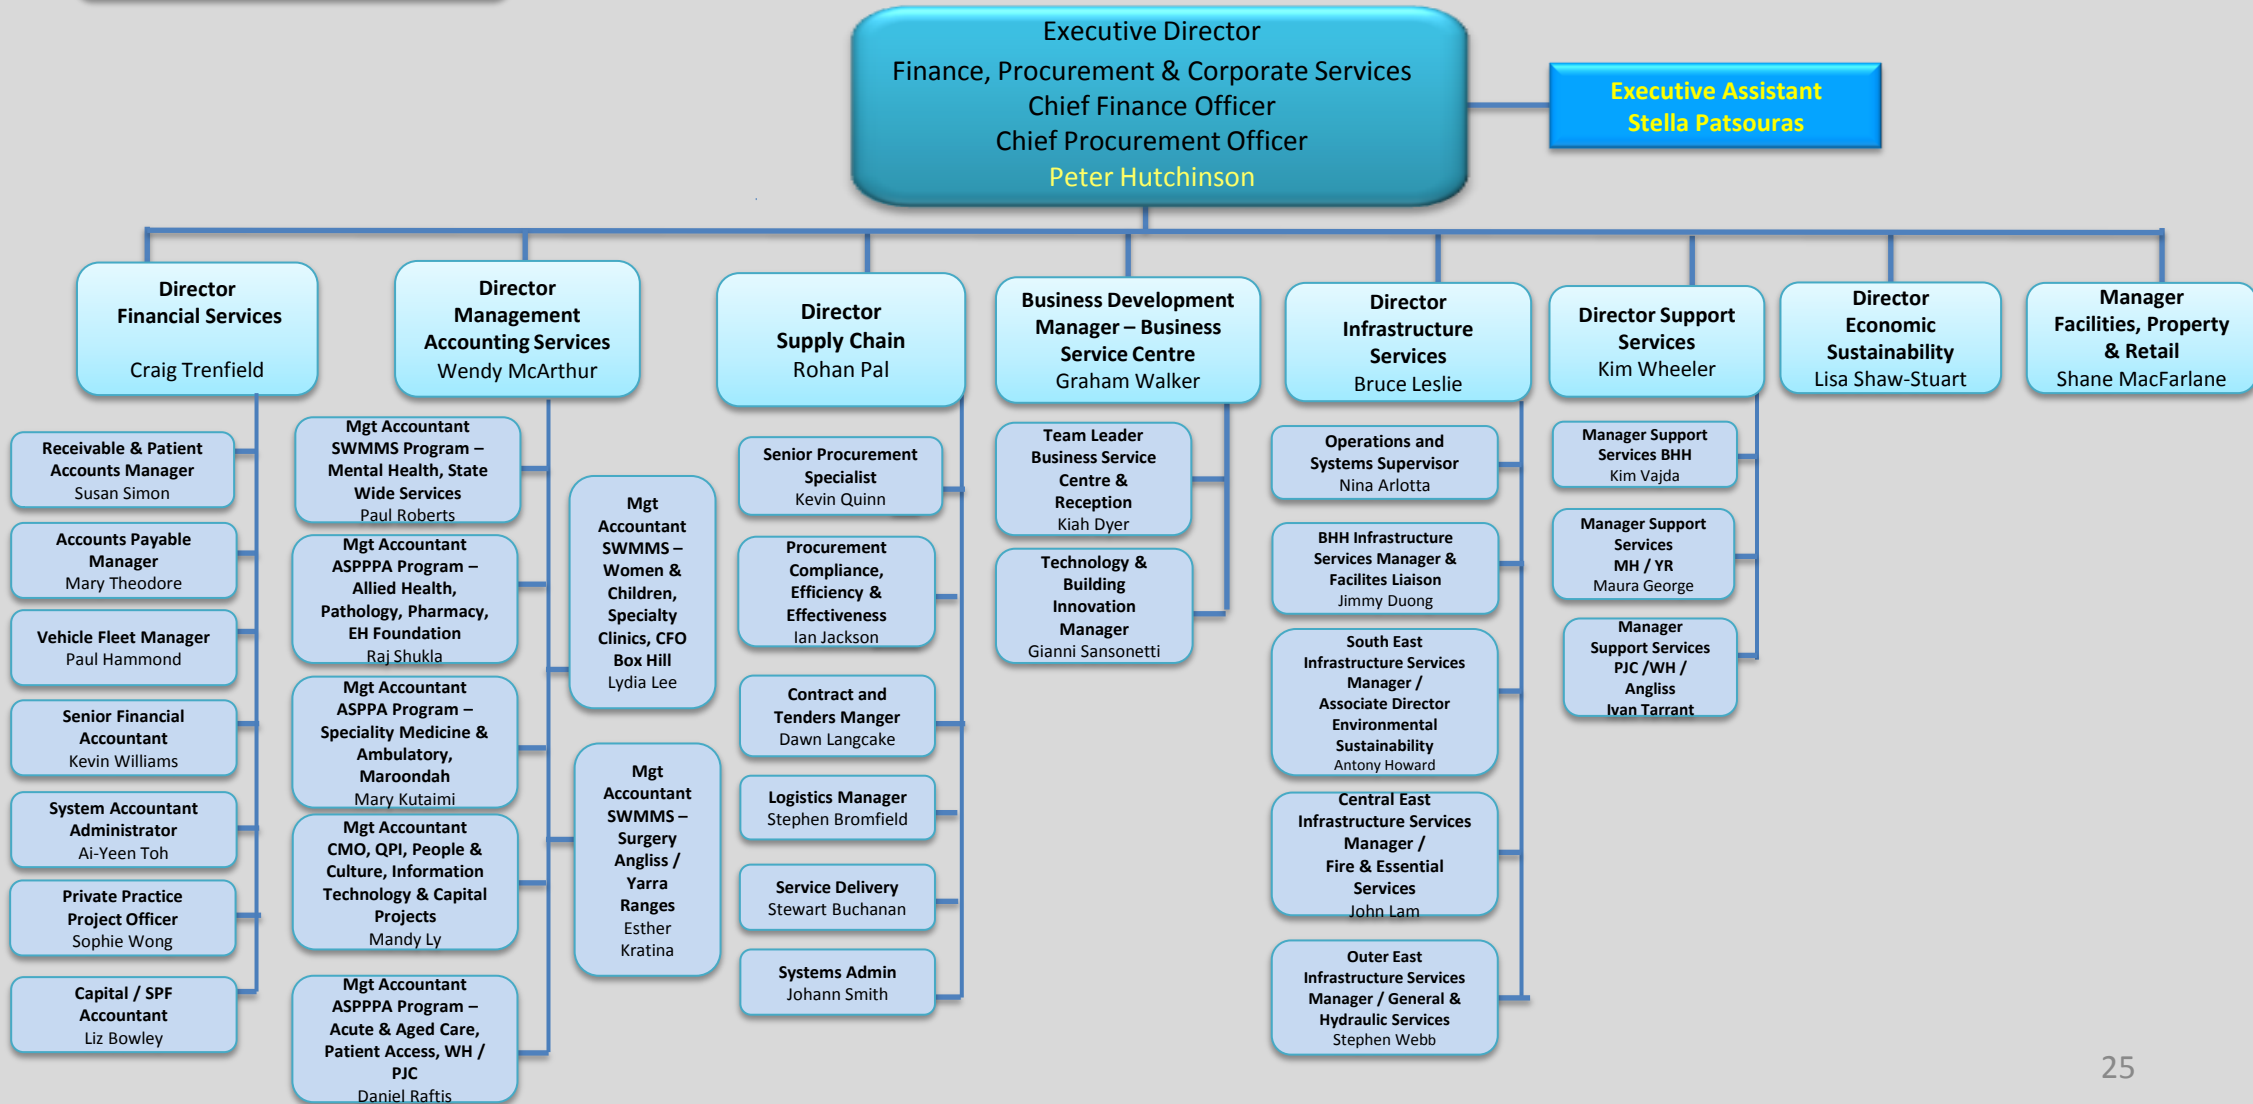 Executive Director
Finance, Procurement & Corporate Services
Chief Finance Officer
Chief Procurement Officer
Peter Hutchinson
Executive Assistant
Stella Patsouras
Director
Financial Services
Craig Trenfield
Director
Management
Accounting Services
Wendy McArthur
Director
Supply Chain
Rohan Pal
Business Development
Manager – Business
Service Centre
Graham Walker
Director
Infrastructure
Services
Bruce Leslie
Director Support
Services
Kim Wheeler
Director
Economic
Sustainability
Lisa Shaw-Stuart
Manager
Facilities, Property
& Retail
Shane MacFarlane
Receivable & Patient
Accounts Manager
Susan Simon
Accounts Payable
Manager
Mary Theodore
Vehicle Fleet Manager
Paul Hammond
Senior Financial
Accountant
Kevin Williams
System Accountant
Administrator
Ai-Yeen Toh
Private Practice
Project Officer
Sophie Wong
Capital / SPF
Accountant
Liz Bowley
Mgt Accountant
SWMMS Program –
Mental Health, State
Wide Services
Paul Roberts
Mgt Accountant
ASPPPA Program –
Allied Health,
Pathology, Pharmacy,
EH Foundation
Raj Shukla
Mgt Accountant
ASPPA Program –
Speciality Medicine &
Ambulatory,
Maroondah
Mary Kutaimi
Mgt Accountant
CMO, QPI, People &
Culture, Information
Technology & Capital
Projects
Mandy Ly
Mgt Accountant
ASPPPA Program –
Acute & Aged Care,
Patient Access, WH /
PJC
Daniel Raftis
Mgt
Accountant
SWMMS –
Women &
Children,
Specialty
Clinics, CFO
Box Hill
Lydia Lee
Mgt
Accountant
SWMMS –
Surgery
Angliss /
Yarra
Ranges
Esther
Kratina
Senior Procurement
Specialist
Kevin Quinn
Procurement
Compliance,
Efficiency &
Effectiveness
Ian Jackson
Contract and
Tenders Manger
Dawn Langcake
Logistics Manager
Stephen Bromfield
Service Delivery
Stewart Buchanan
Systems Admin
Johann Smith
Team Leader
Business Service
Centre &
Reception
Kiah Dyer
Technology &
Building
Innovation
Manager
Gianni Sansonetti
Operations and
Systems Supervisor
Nina Arlotta
BHH Infrastructure
Services Manager &
Facilites Liaison
Jimmy Duong
South East
Infrastructure Services
Manager /
Associate Director
Environmental
Sustainability
Antony Howard
Central East
Infrastructure Services
Manager /
Fire & Essential
Services
John Lam
Outer East
Infrastructure Services
Manager / General &
Hydraulic Services
Stephen Webb
Manager Support
Services BHH
Kim Vajda
Manager Support
Services
MH / YR
Maura George
Manager
Support Services
PJC /WH /
Angliss
Ivan Tarrant
25